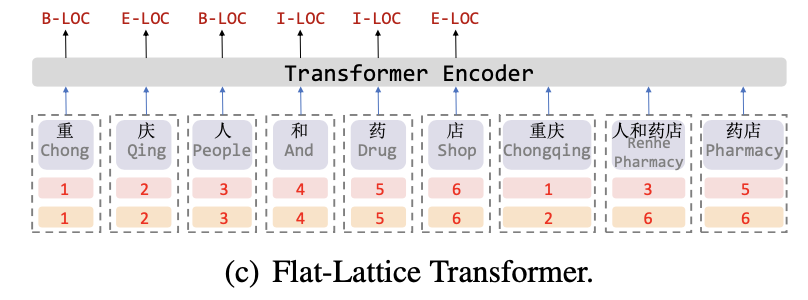 B-LOC E-LOC B-LOC I-LOC I-LOC E-LOC
Transformer Encoder
重 庆 人 和 药 店 重庆 人和药店 药店
Chong Qing People And Drug Shop Chongqing Renhe Pharmacy Pharmacy
1 2 3 4 5 6 1 3 5
1 2 3 4 5 6 2 6 6
(c) Flat-Lattice Transformer.